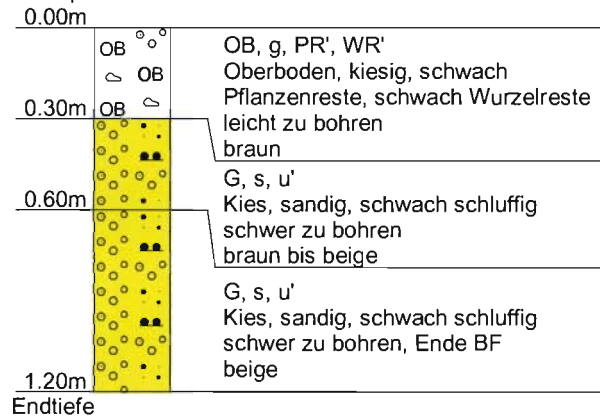 0.00m
OB
OB
OB
OB, g, PR', WR'
Oberboden, kiesig, schwach
Pflanzenreste, schwach Wurzelreste
leicht zu bohren
braun
0.30m
G, s, u'
Kies, sandig, schwach schluffig
schwer zu bohren
braun bis beige
0.60m
G, s, u'
Kies, sandig, schwach schluffig
schwer zu bohren, Ende BF
beige
1.20m
Endtiefe